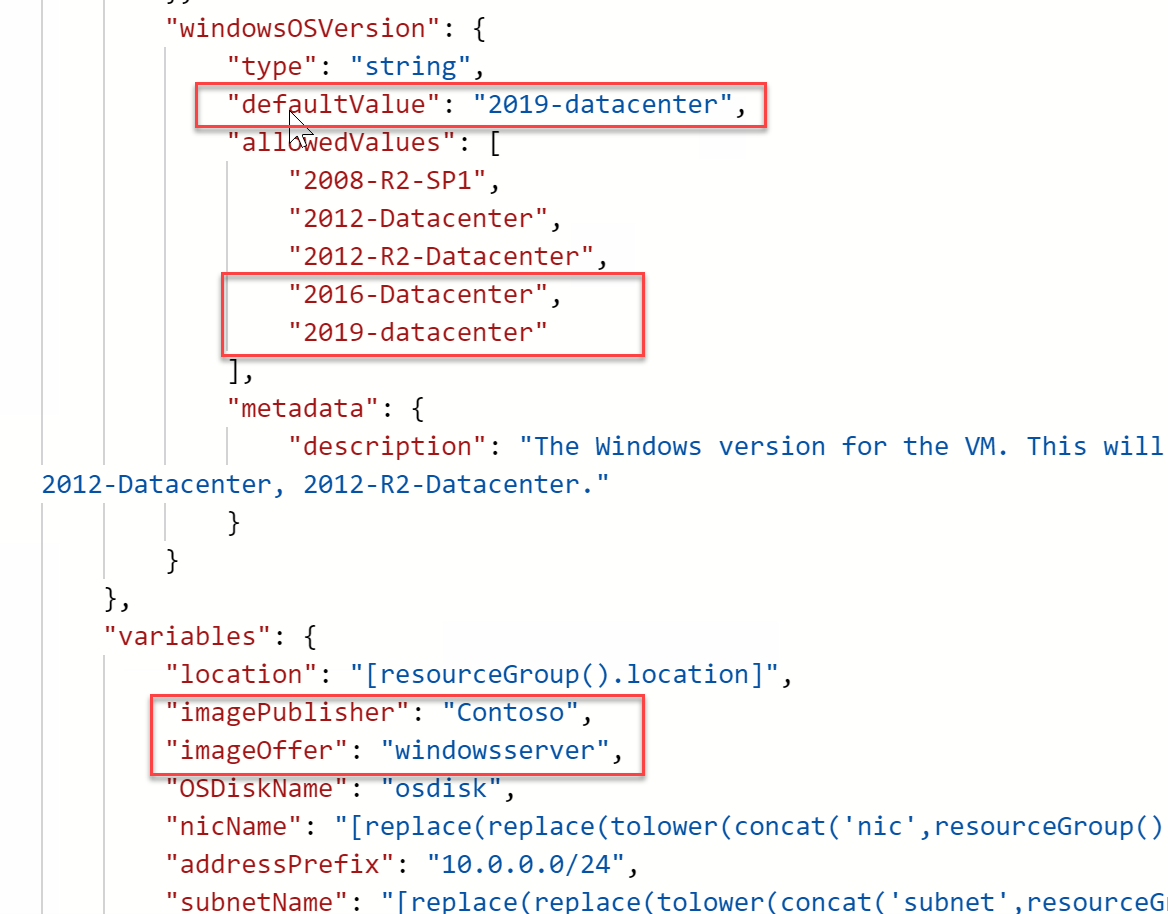 "windowsOSVersion": {
"type": "string",
"defaultValue": "2019-datacenter",
"allowedValues": [
"2008-R2-SP1",
"2012-Datacenter",
"2012-R2-Datacenter",
"2016-Datacenter",
"2019-datacenter"
],
"metadata": {
"description": "The Windows version for the VM. This will
2012-Datacenter, 2012-R2-Datacenter."
}
}
},
"variables": {
"location": "[resourceGroup().location]",
"imagePublisher": "Contoso",
"imageOffer": "windowsserver",
"OSDiskName": "osdisk",
"nicName": "[replace(replace(tolower(concat('nic',resourceGroup()
"addressPrefix": "10.0.0.0/24",
"subnetName": "[replace(replace(tolower(concat('subnet',resourceG